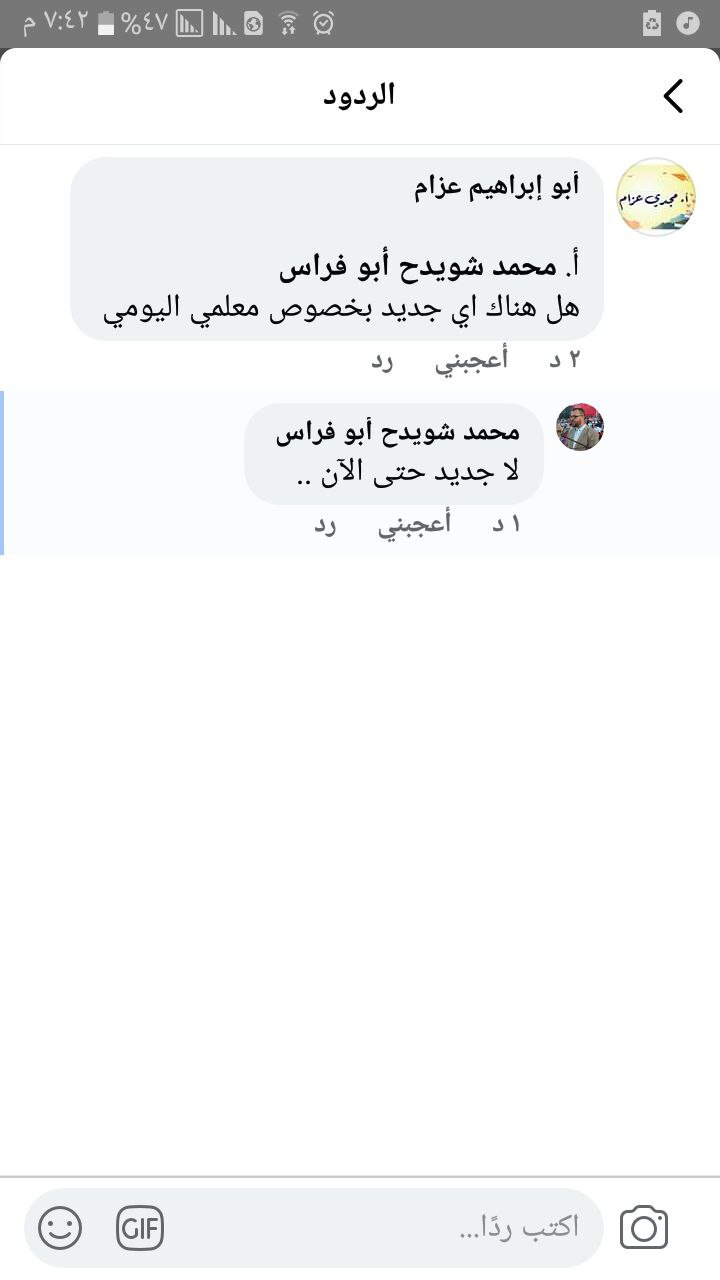 ٧:٤٢ م ٤٧%
الردود
أ. مجدي عزام
أبو إبراهيم عزام
أ. محمد شويدح أبو فراس
هل هناك اي جديد بخصوص معلمي اليومي
٢ د أعجبني رد
محمد شويدح أبو فراس
لا جديد حتى الآن ..
١ د أعجبني رد
اكتب ردًا...
GIF